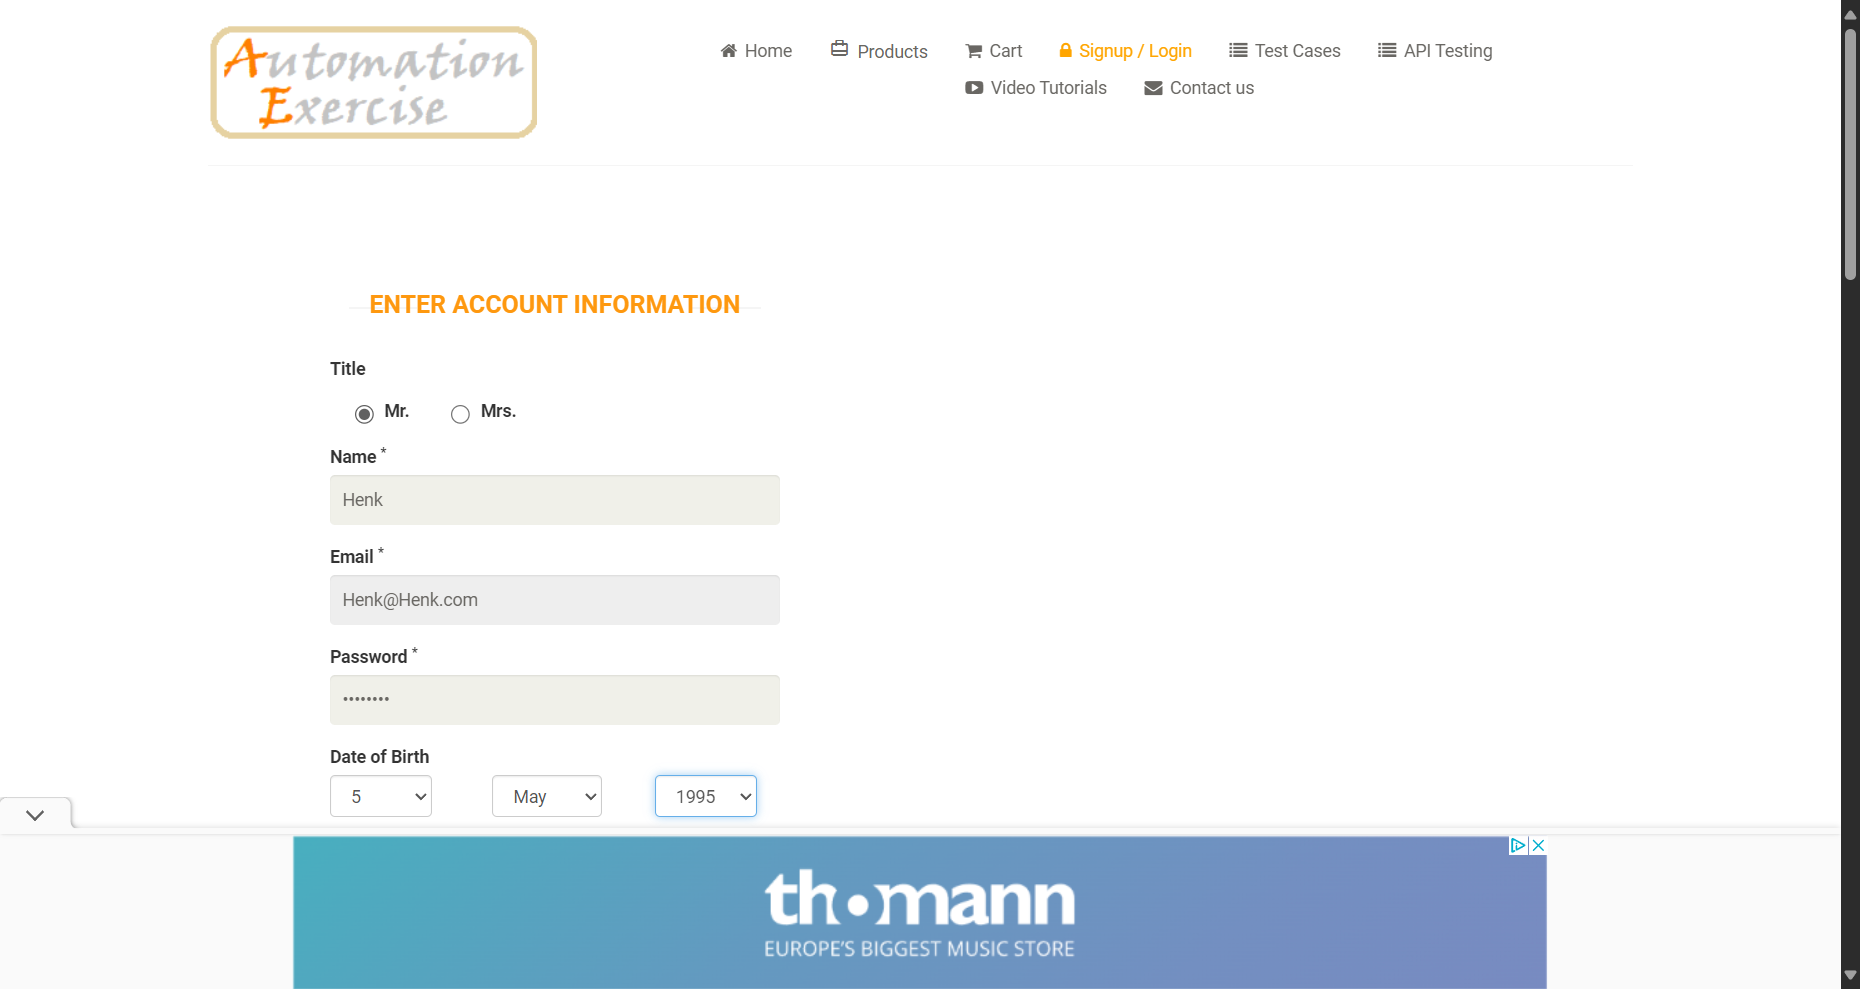 Automation
Exercise
Home
Products
Cart
Signup / Login
Test Cases
API Testing
Video Tutorials
Contact us
ENTER ACCOUNT INFORMATION
Title
Mr.
Mrs.
Name *
Henk
Email *
Henk@Henk.com
Password *
••••••••
Date of Birth
5
May
1995
thomann
EUROPE'S BIGGEST MUSIC STORE